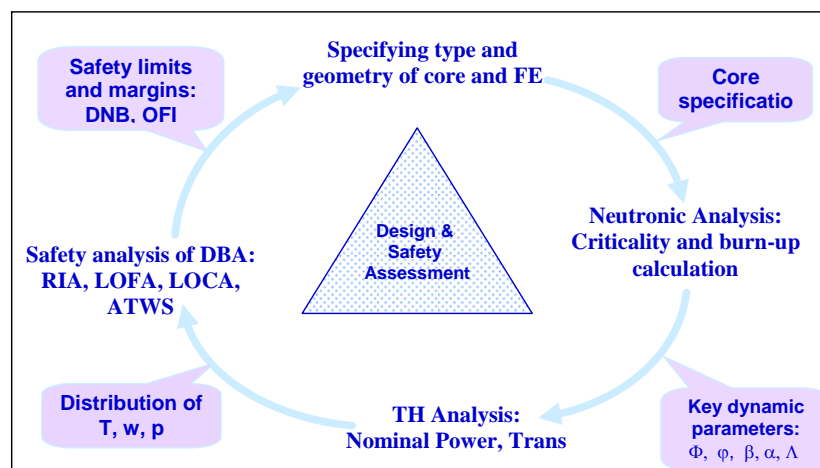 Specifying type and
geometry of core and FE
Safety limits
and margins:
DNB, OFI
Core
specificatio
Neutronic Analysis:
Criticality and burn-up
calculation
Design &
Safety
Assessment
Safety analysis of DBA:
RIA, LOFA, LOCA,
ATWS
Distribution of
T, w, p
TH Analysis:
Nominal Power, Trans
Key dynamic
parameters:
Φ, φ, β, α, Λ